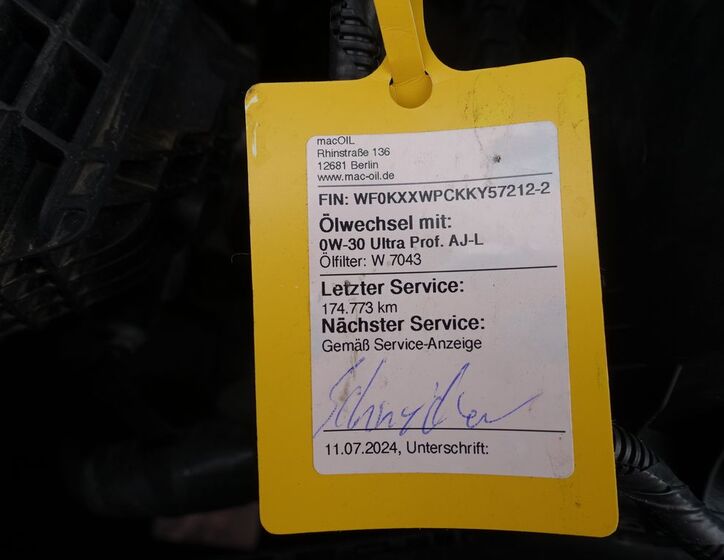 macOIL
Rhinstraße 136
12681 Berlin
www.mac-oil.de
FIN: WF0KXXWPCKKY57212-2
Ölwechsel mit:
0W-30 Ultra Prof. AJ-L
Ölfilter: W 7043
Letzter Service:
174.773 km
Nächster Service:
Gemäß Service-Anzeige
Schneider
11.07.2024, Unterschrift: